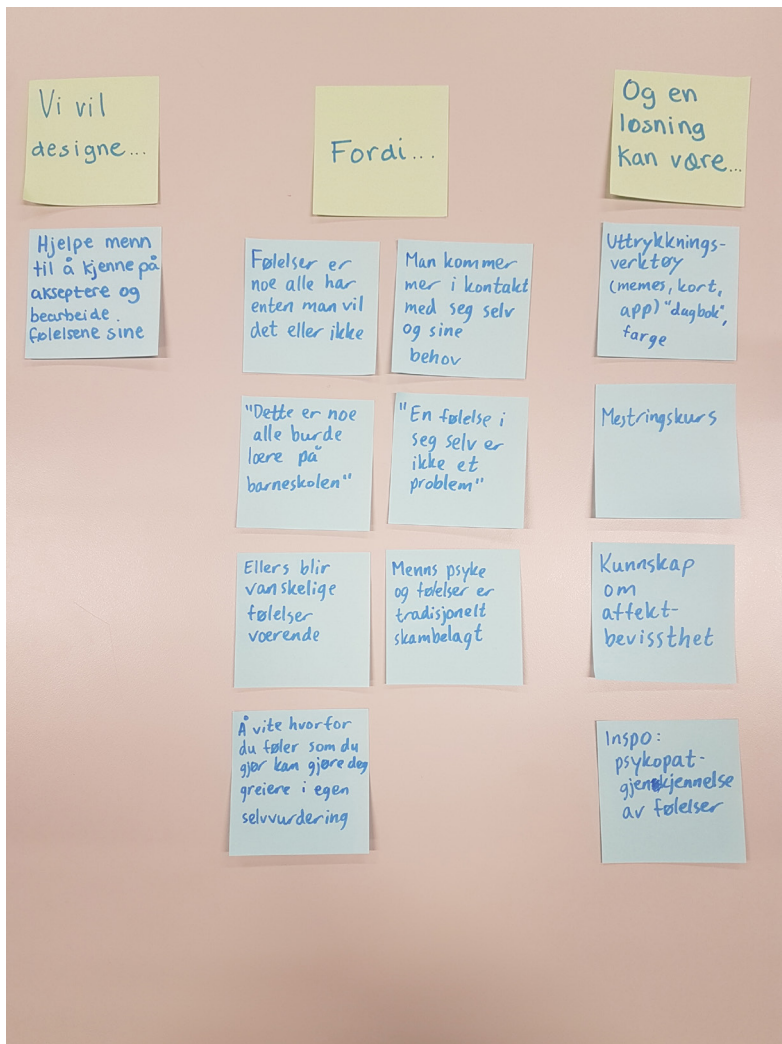 Vi vil
designe...
Hjelpe menn
til å kjenne på
akseptere og
bearbeide.
følelsene sine
Fordi...
Følelser er
noe alle har
enten man vil
det eller ikke
Man kommer
mer i kontakt
med seg selv
og sine
behov
"Dette er noe
alle burde
lære på
barneskolen"
"En følelse i
seg selv er
ikke et
problem"
Ellers blir
vanskelige
følelser
værende
Menns psyke
og følelser er
tradisjonelt
skambelagt
Å vite hvorfor
du føler som du
gjør kan gjøre deg
greiere i egen
selvvurdering
Og en
løsning
kan være...
Uttrykknings-
verktøy
(memes, kort,
app) "dagbok",
farge
Mestringskurs
Kunnskap
om
affekt-
bevissthet
Inspo:
psykopat-
gjenkjennelse
av følelser